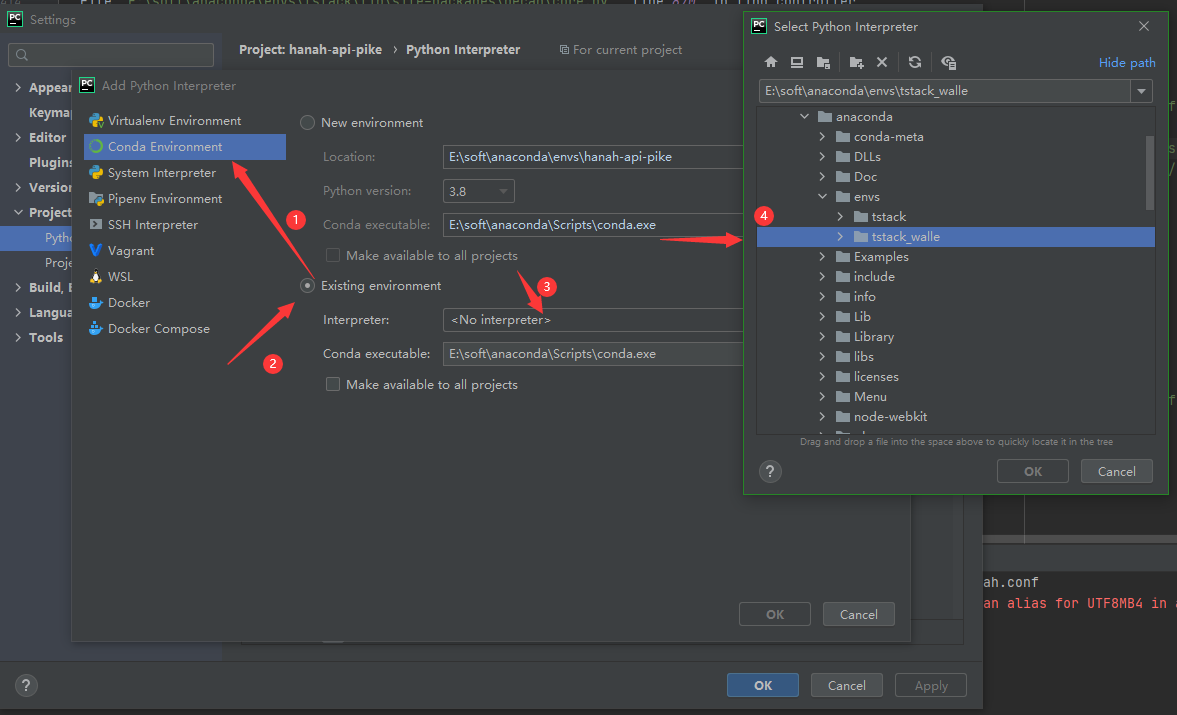 Settings
Project: hanah-api-pike › Python Interpreter
For current project
Appear
Keymap
Editor
Plugins
Version
Project
Pytho
Proje
Build, E
Langua
Tools
Add Python Interpreter
Virtualenv Environment
Conda Environment
System Interpreter
Pipenv Environment
SSH Interpreter
Vagrant
WSL
Docker
Docker Compose
New environment
Location: E:\soft\anaconda\envs\hanah-api-pike
Python version: 3.8
Conda executable: E:\soft\anaconda\Scripts\conda.exe
Make available to all projects
Existing environment
Interpreter: <No interpreter>
Conda executable: E:\soft\anaconda\Scripts\conda.exe
Make available to all projects
1
2
3
4
OK Cancel
? OK Cancel Apply
PC Select Python Interpreter
Hide path
E:\soft\anaconda\envs\tstack_walle
anaconda
conda-meta
DLLs
Doc
envs
tstack
tstack_walle
Examples
include
info
Lib
Library
libs
licenses
Menu
node-webkit
Drag and drop a file into the space above to quickly locate it in the tree
? OK Cancel
ah.conf
an alias for UTF8MB4 in